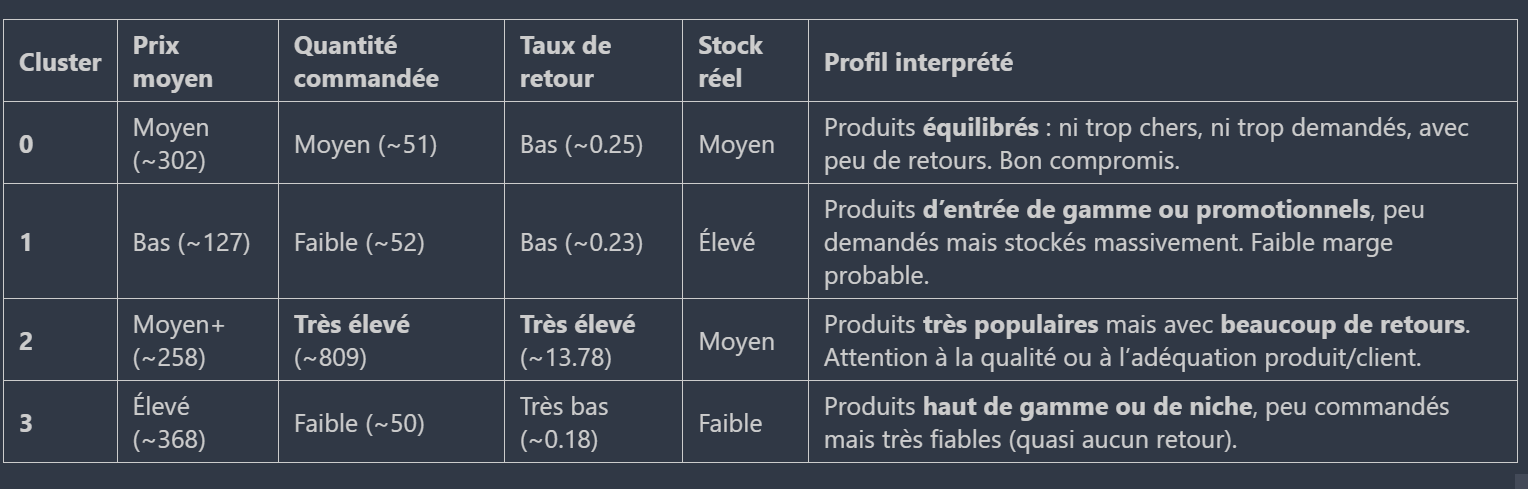 Cluster
Prix
moyen
Quantité
commandée
Taux de
retour
Stock
réel
Profil interprété
0
Moyen
(~302)
Moyen (~51)
Bas (~0.25)
Moyen
Produits équilibrés : ni trop chers, ni trop demandés, avec
peu de retours. Bon compromis.
1
Bas (~127)
Faible (~52)
Bas (~0.23)
Élevé
Produits d’entrée de gamme ou promotionnels, peu
demandés mais stockés massivement. Faible marge
probable.
2
Moyen+
(~258)
Très élevé
(~809)
Très élevé
(~13.78)
Moyen
Produits très populaires mais avec beaucoup de retours.
Attention à la qualité ou à l’adéquation produit/client.
3
Élevé
(~368)
Faible (~50)
Très bas
(~0.18)
Faible
Produits haut de gamme ou de niche, peu commandés
mais très fiables (quasi aucun retour).